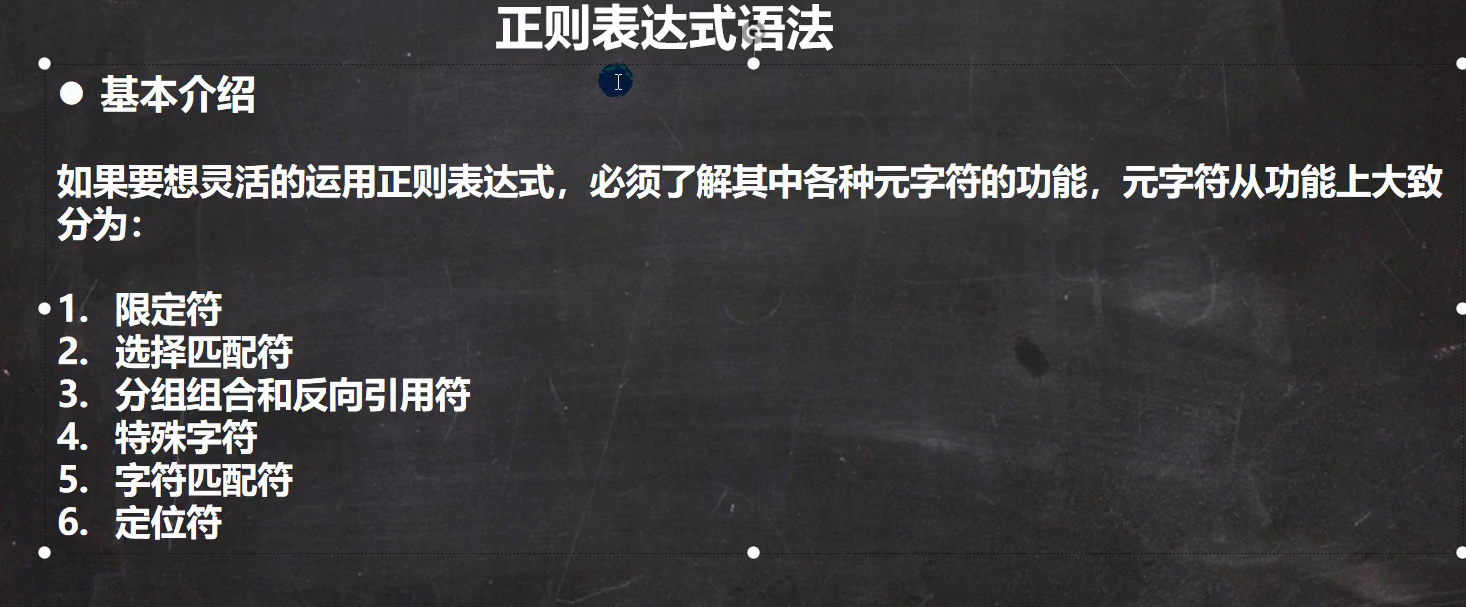 正则表达式语法
● 基本介绍
如果要想灵活的运用正则表达式，必须了解其中各种元字符的功能，元字符从功能上大致
分为：
1. 限定符
2. 选择匹配符
3. 分组组合和反向引用符
4. 特殊字符
5. 字符匹配符
6. 定位符